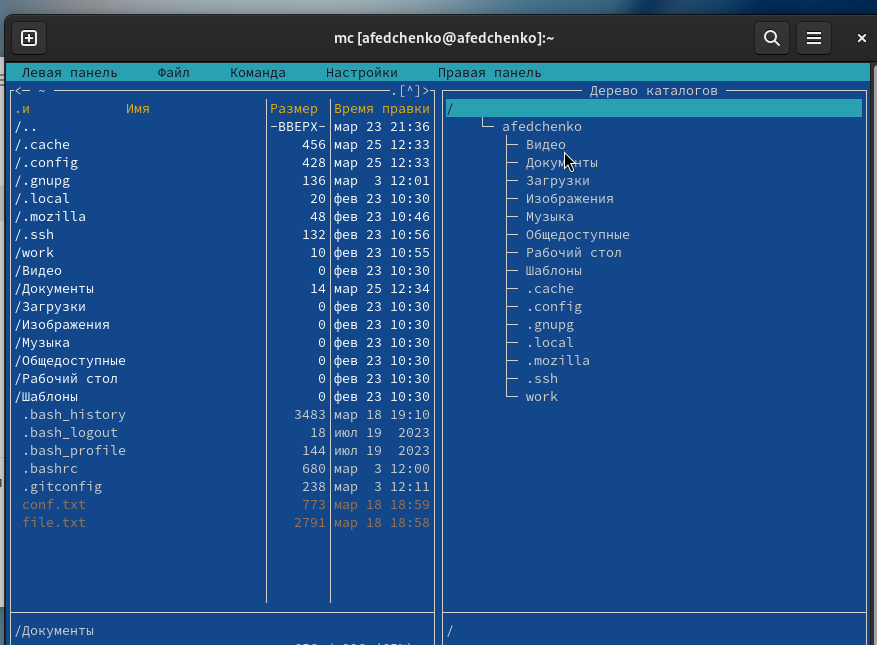 mc [afedchenko@afedchenko]:~
Левая панель Файл Команда Настройки Правая панель
<─ ~ .[^]>
.и Имя Размер Время правки
/.. -ВВЕРХ- мар 23 21:36
/.cache 456 мар 25 12:33
/.config 428 мар 25 12:33
/.gnupg 136 мар 3 12:01
/.local 20 фев 23 10:30
/.mozilla 48 фев 23 10:46
/.ssh 132 фев 23 10:56
/work 10 фев 23 10:55
/Видео 0 фев 23 10:30
/Документы 14 мар 25 12:34
/Загрузки 0 фев 23 10:30
/Изображения 0 фев 23 10:30
/Музыка 0 фев 23 10:30
/Общедоступные 0 фев 23 10:30
/Рабочий стол 0 фев 23 10:30
/Шаблоны 0 фев 23 10:30
.bash_history 3483 мар 18 19:10
.bash_logout 18 июл 19 2023
.bash_profile 144 июл 19 2023
.bashrc 680 мар 3 12:00
.gitconfig 238 мар 3 12:11
conf.txt 773 мар 18 18:59
file.txt 2791 мар 18 18:58
/Документы
Дерево каталогов
/
afedchenko
Видео
Документы
Загрузки
Изображения
Музыка
Общедоступные
Рабочий стол
Шаблоны
.cache
.config
.gnupg
.local
.mozilla
.ssh
work
/